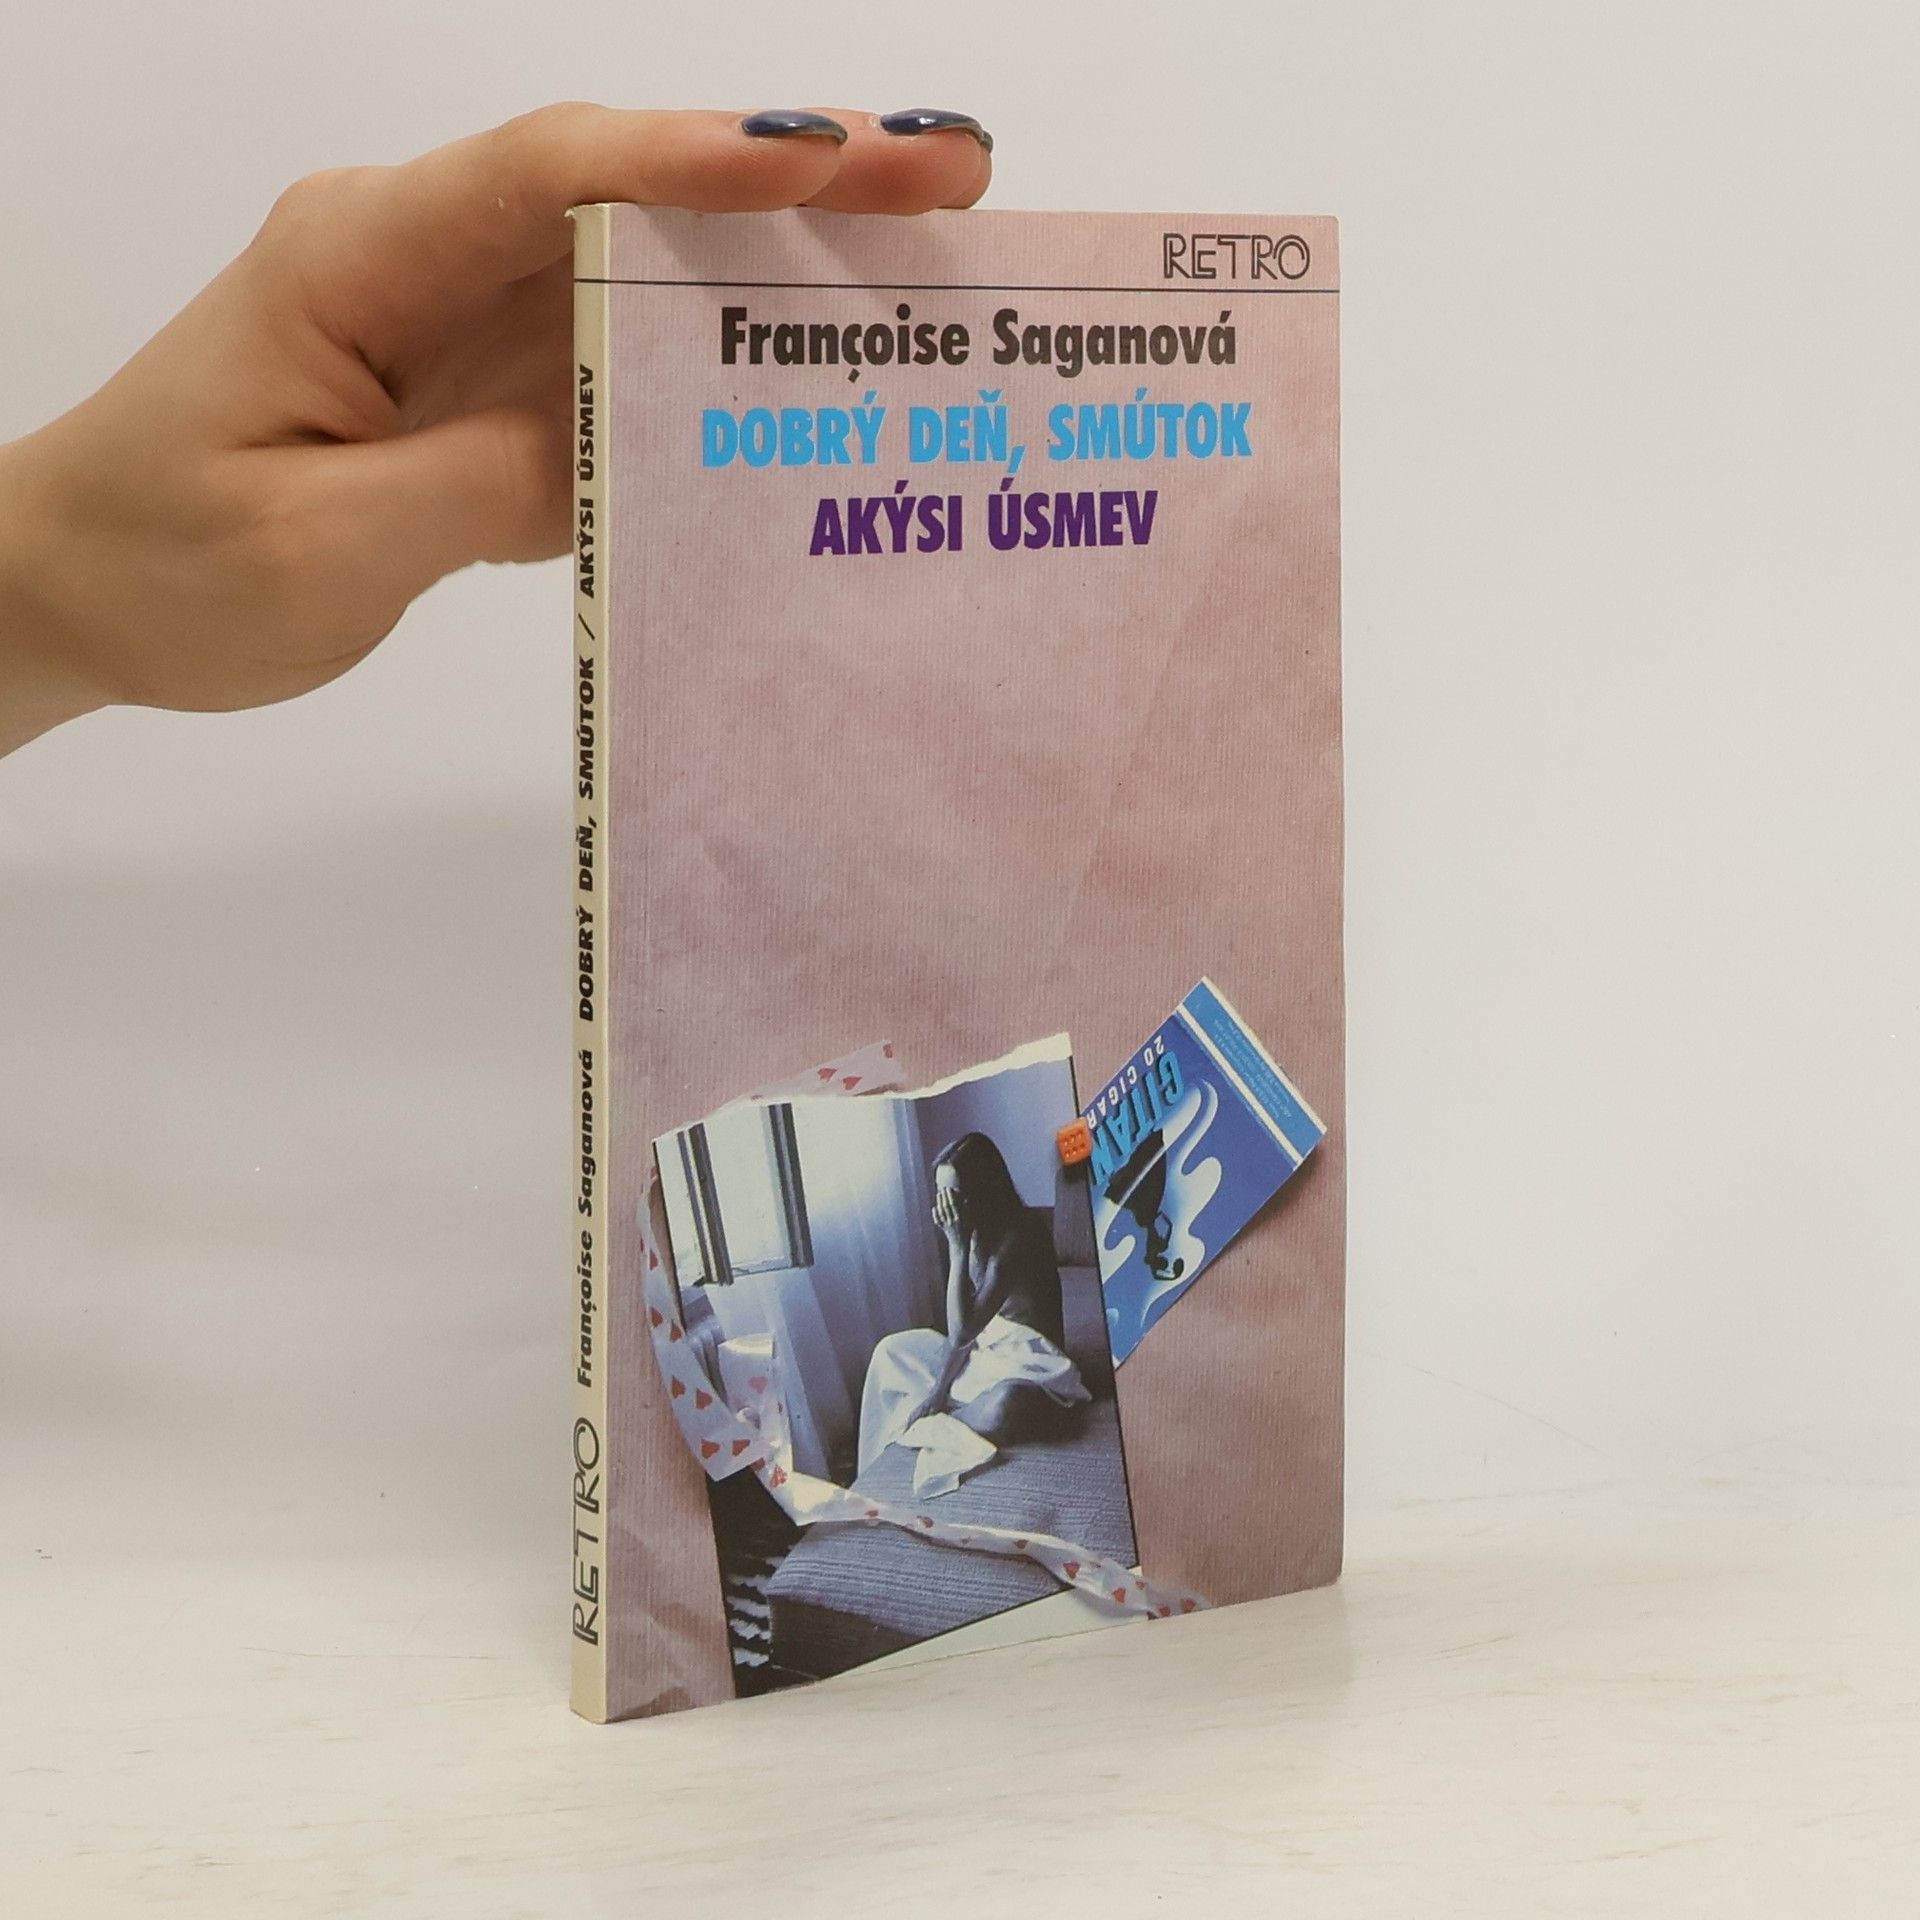 RETRO
Françoise Saganová
DOBRÝ DEŇ, SMÚTOK
AKÝSI ÚSMEV
RETRO Françoise Saganová DOBRÝ DEŇ, SMÚTOK / AKÝSI ÚSMEV
GITAN
20 CIGAR